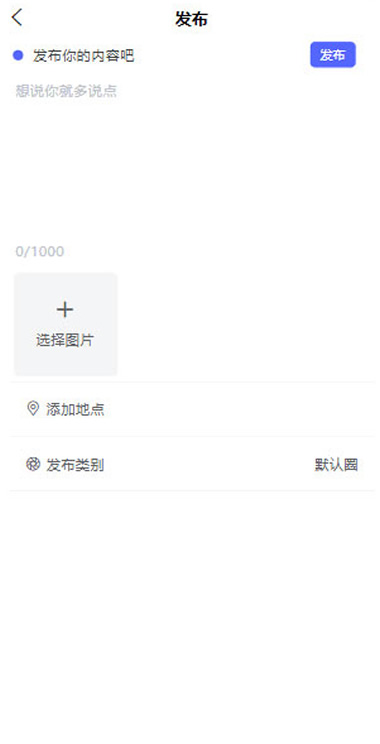 发布
发布你的内容吧 发布
想说你就多说点
0/1000
选择图片
添加地点
发布类别 默认圈